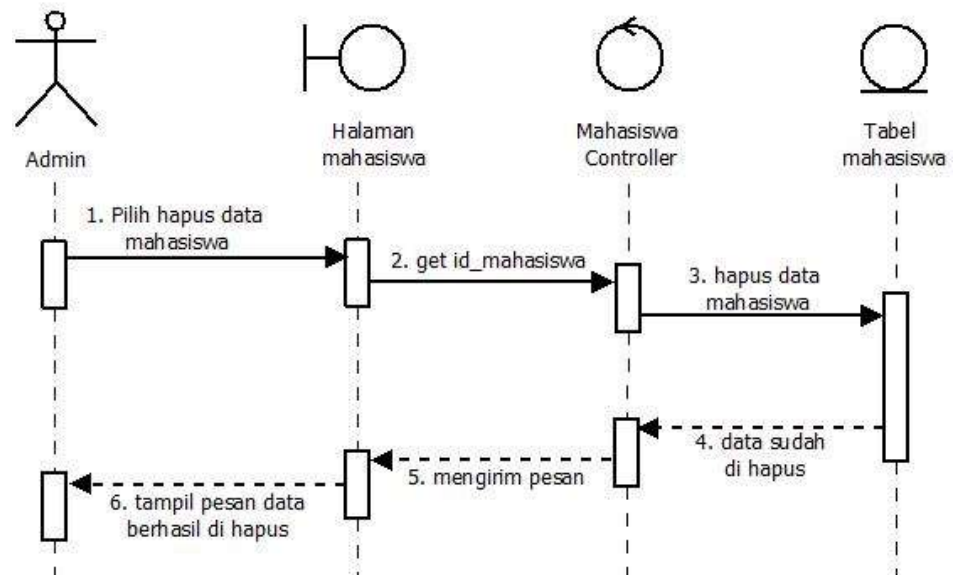 Admin
Halaman
mahasiswa
Mahasiswa
Controller
Tabel
mahasiswa
1. Pilih hapus data
mahasiswa
2. get id_mahasiswa
3. hapus data
mahasiswa
4. data sudah
di hapus
5. mengirim pesan
6. tampil pesan data
berhasil di hapus